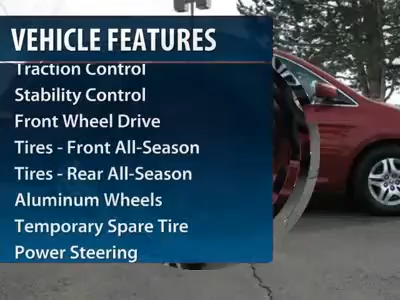 VEHICLE FEATURES
Traction Control
Stability Control
Front Wheel Drive
Tires - Front All-Season
Tires - Rear All-Season
Aluminum Wheels
Temporary Spare Tire
Power Steering